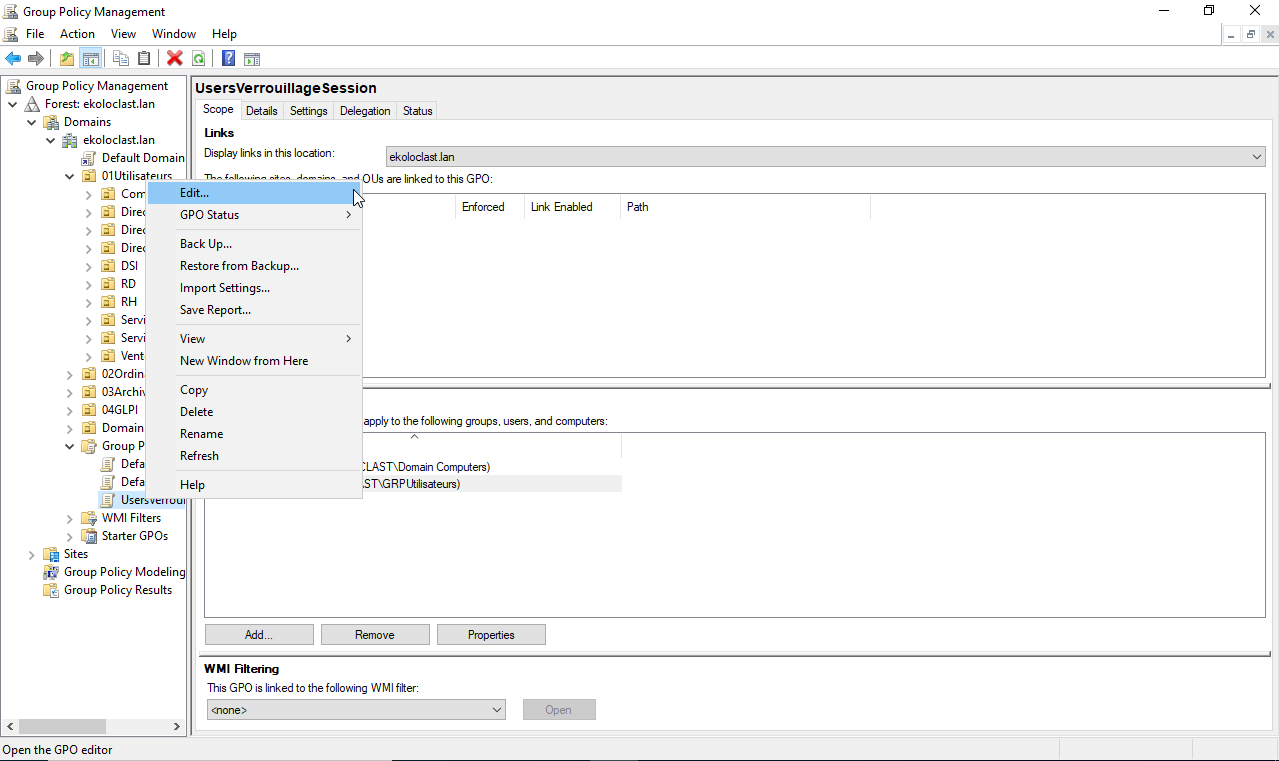 Group Policy Management
File Action View Window Help
Group Policy Management
Forest: ekoloclast.lan
Domains
ekoloclast.lan
Default Domain
01Utilisateurs
Com
Direc
Direc
Direc
DSI
RD
RH
Servi
Servi
Vent
02Ordin
03Archiv
04GLPI
Domain
Group P
Defa
Defa
UsersVerroui
WMI Filters
Starter GPOs
Sites
Group Policy Modeling
Group Policy Results
Edit...
GPO Status
Back Up...
Restore from Backup...
Import Settings...
Save Report...
View
New Window from Here
Copy
Delete
Rename
Refresh
Help
UsersVerrouillageSession
Scope Details Settings Delegation Status
Links
Display links in this location: ekoloclast.lan
The following sites, domains, and OUs are linked to this GPO:
Enforced Link Enabled Path
apply to the following groups, users, and computers:
CLAST\Domain Computers)
ST\GRPUtilisateurs)
Add... Remove Properties
WMI Filtering
This GPO is linked to the following WMI filter:
<none> Open
Open the GPO editor